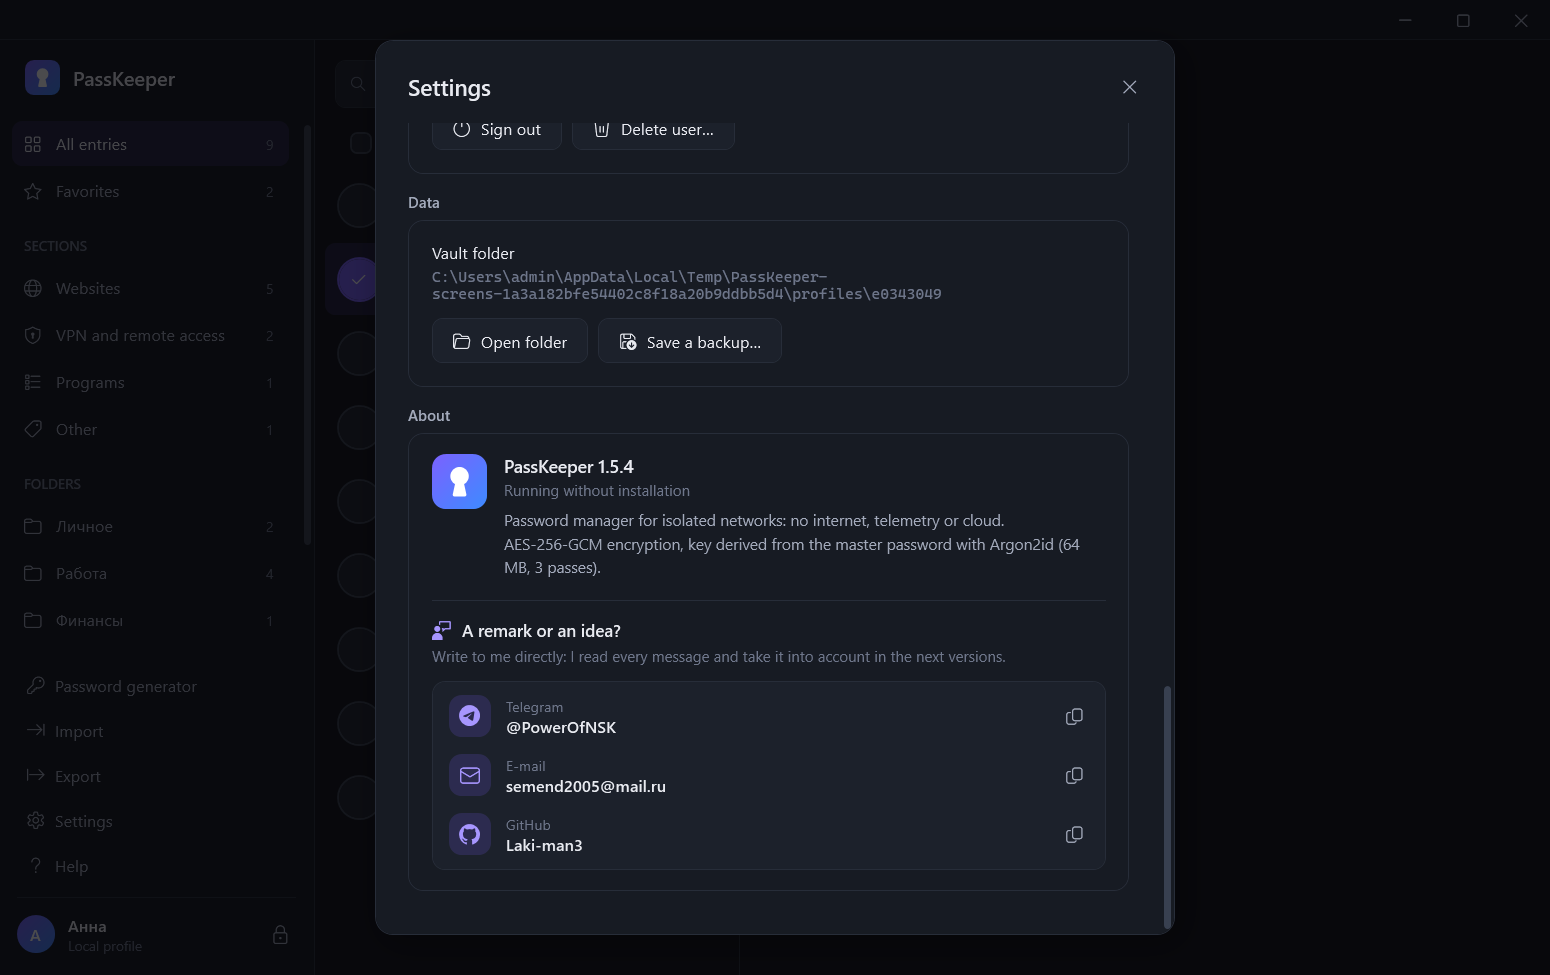 PassKeeper
All entries 9
Favorites 2
SECTIONS
Websites 5
VPN and remote access 2
Programs 1
Other 1
FOLDERS
Личное 2
Работа 4
Финансы 1
Password generator
Import
Export
Settings
Help
А
Анна
Local profile
Settings
Sign out
Delete user...
Data
Vault folder
C:\Users\admin\AppData\Local\Temp\PassKeeper-
screens-1a3a182bfe54402c8f18a20b9ddbb5d4\profiles\e0343049
Open folder
Save a backup...
About
PassKeeper 1.5.4
Running without installation
Password manager for isolated networks: no internet, telemetry or cloud.
AES-256-GCM encryption, key derived from the master password with Argon2id (64
MB, 3 passes).
A remark or an idea?
Write to me directly: I read every message and take it into account in the next versions.
Telegram
@PowerOfNSK
E-mail
semend2005@mail.ru
GitHub
Laki-man3